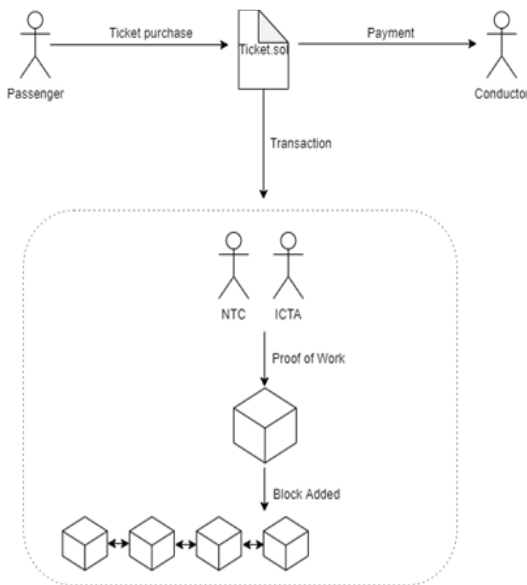 Ticket purchase
Payment
Ticket.sol
Passenger
Conductor
Transaction
NTC
ICTA
Proof of Work
Block Added